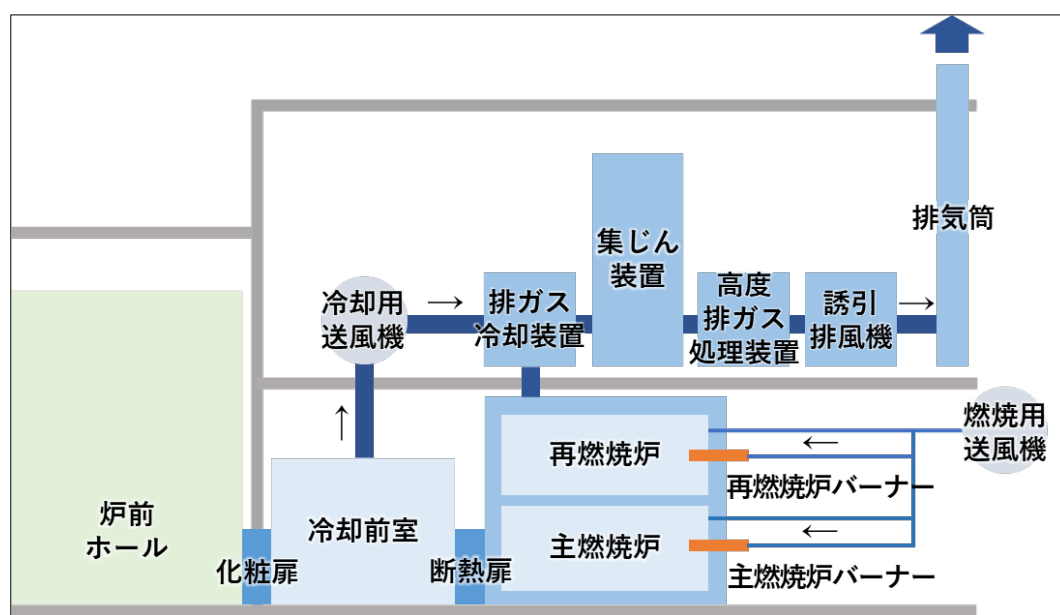 排気筒
集じん
装置
冷却用
送風機
→
排ガス
冷却装置
高度
排ガス
処理装置
誘引
排風機
→
↑
再燃焼炉
←
燃焼用
送風機
再燃焼炉バーナー
炉前
ホール
冷却前室
主燃焼炉
←
化粧扉
断熱扉
主燃焼炉バーナー